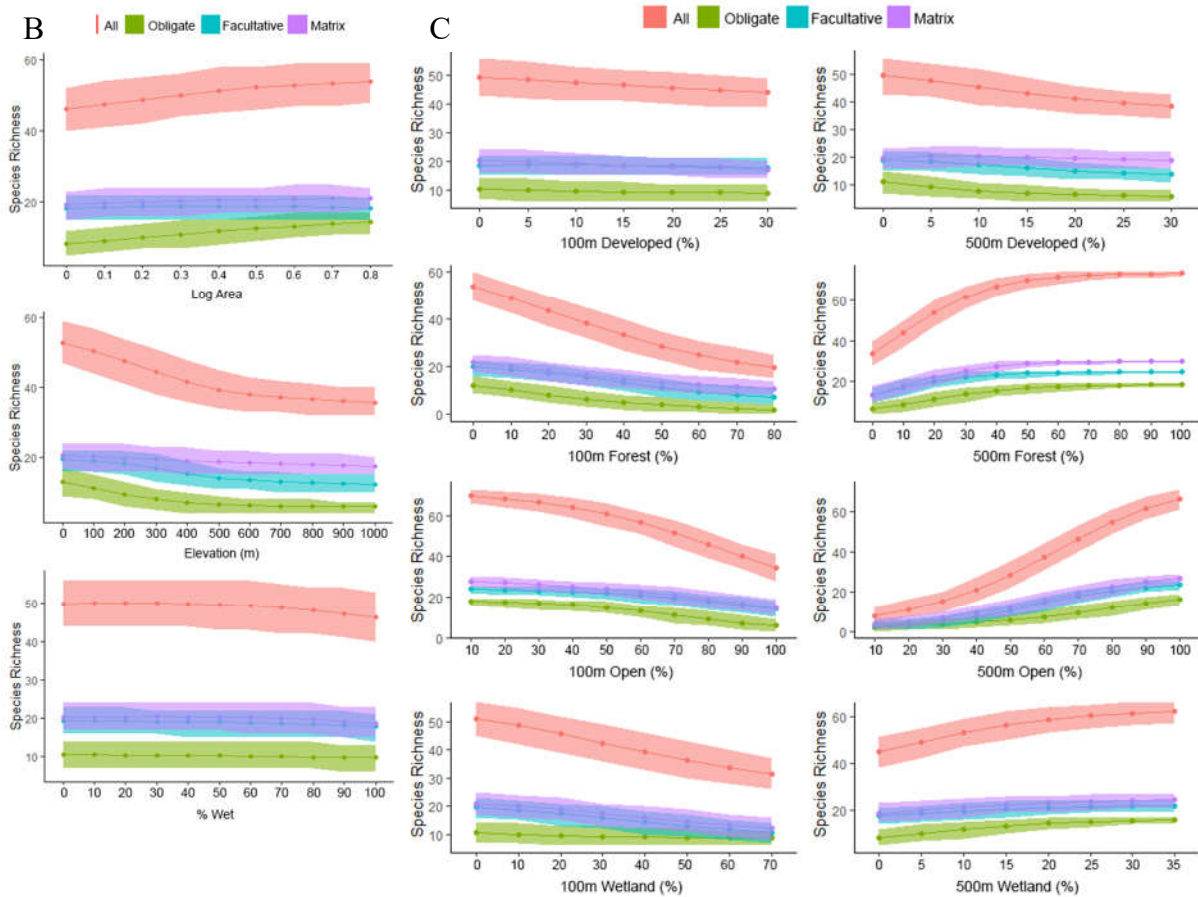 B
All Obligate Facultative Matrix
Species Richness
60
40
20
0 0.1 0.2 0.3 0.4 0.5 0.6 0.7 0.8
Log Area
Species Richness
60
40
20
0 100 200 300 400 500 600 700 800 900 1000
Elevation (m)
Species Richness
50
40
30
20
10
0 10 20 30 40 50 60 70 80 90 100
% Wet
C
All Obligate Facultative Matrix
Species Richness
50
40
30
20
10
0 5 10 15 20 25 30
100m Developed (%)
Species Richness
50
40
30
20
10
0 5 10 15 20 25 30
500m Developed (%)
Species Richness
60
40
20
0
0 10 20 30 40 50 60 70 80
100m Forest (%)
Species Richness
60
40
20
0 10 20 30 40 50 60 70 80 90 100
500m Forest (%)
Species Richness
60
40
20
0
10 20 30 40 50 60 70 80 90 100
100m Open (%)
Species Richness
60
40
20
0
10 20 30 40 50 60 70 80 90 100
500m Open (%)
Species Richness
50
40
30
20
10
0 10 20 30 40 50 60 70
100m Wetland (%)
Species Richness
60
40
20
0 5 10 15 20 25 30 35
500m Wetland (%)